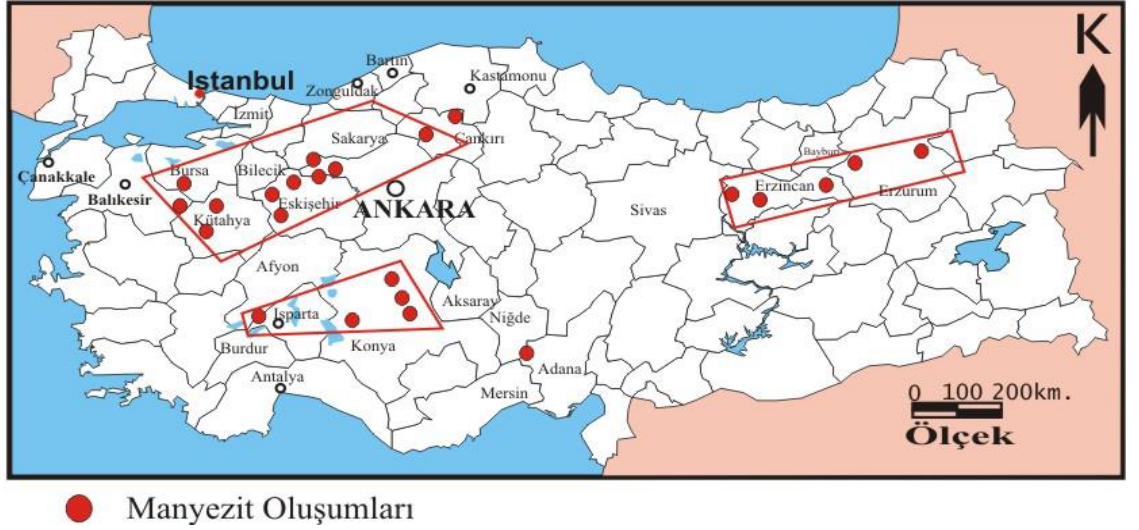 K
Bartın
Istanbul
Kastamonu
Zonguldak
İzmit
Sakarya
Çankırı
Bayburt
Çanakkale
Bursa
Bilecik
Balıkesir
Erzincan
Erzurum
Eskişehir
ANKARA
Sivas
Kütahya
Afyon
Aksaray
Isparta
Niğde
Burdur
Konya
Antalya
Adana
Mersin
0 100 200km.
Ölçek
Manyezit Oluşumları